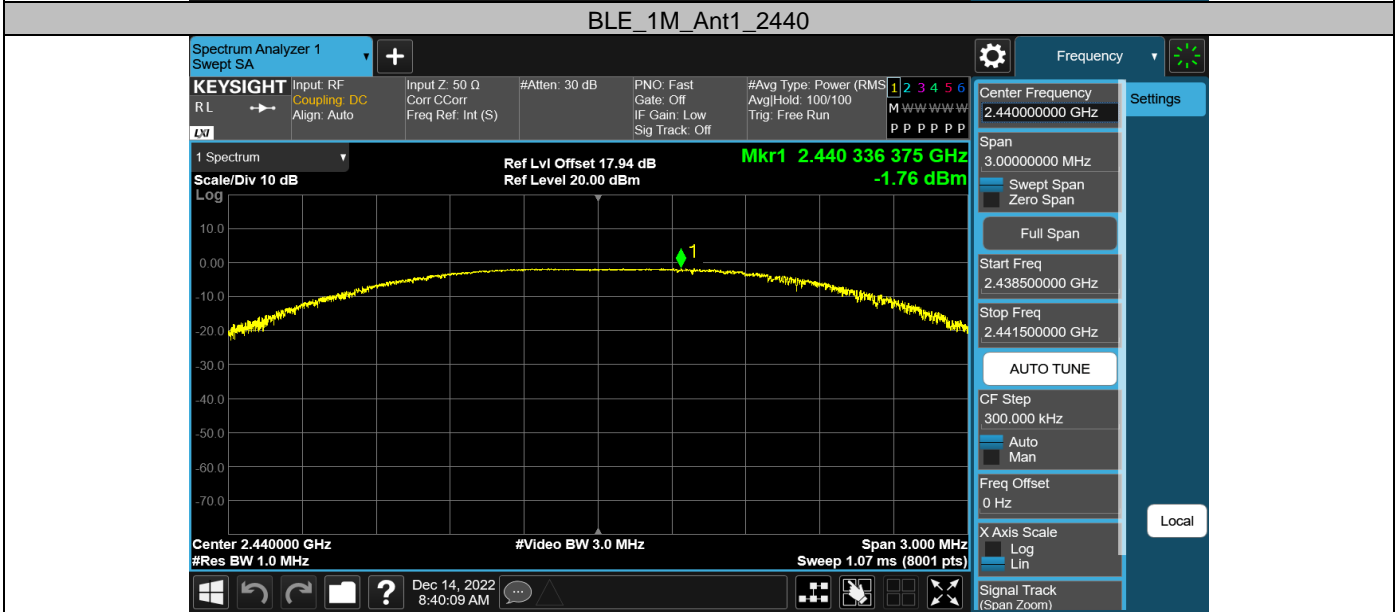 BLE_1M_Ant1_2440
Spectrum Analyzer 1
Swept SA
+
Frequency
KEYSIGHT
RL
LXI
Input: RF
Coupling: DC
Align: Auto
Input Z: 50 Ω
Corr CCorr
Freq Ref: Int (S)
#Atten: 30 dB
PNO: Fast
Gate: Off
IF Gain: Low
Sig Track: Off
#Avg Type: Power (RMS
Avg|Hold: 100/100
Trig: Free Run
1 2 3 4 5 6
M W W W W W
P P P P P P
1 Spectrum
Scale/Div 10 dB
Log
Ref Lvl Offset 17.94 dB
Ref Level 20.00 dBm
Mkr1 2.440 336 375 GHz
-1.76 dBm
1
10.0
0.00
-10.0
-20.0
-30.0
-40.0
-50.0
-60.0
-70.0
Center 2.440000 GHz
#Res BW 1.0 MHz
#Video BW 3.0 MHz
Span 3.000 MHz
Sweep 1.07 ms (8001 pts)
?
Dec 14, 2022
8:40:09 AM
Center Frequency
2.440000000 GHz
Settings
Span
3.00000000 MHz
Swept Span
Zero Span
Full Span
Start Freq
2.438500000 GHz
Stop Freq
2.441500000 GHz
AUTO TUNE
CF Step
300.000 kHz
Auto
Man
Freq Offset
0 Hz
X Axis Scale
Log
Lin
Local
Signal Track
(Span Zoom)